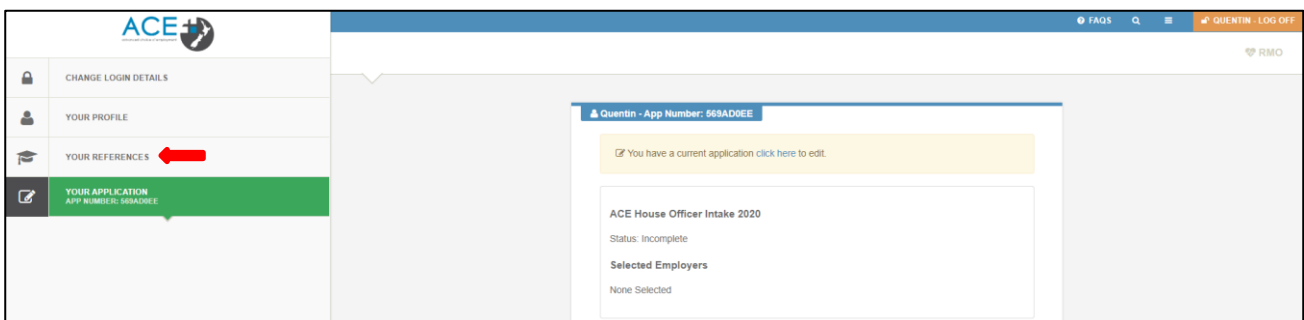 ACE
FAQS
QUENTIN - LOG OFF
RMO
CHANGE LOGIN DETAILS
YOUR PROFILE
YOUR REFERENCES
YOUR APPLICATION
APP NUMBER: 569AD0EE
Quentin - App Number: 569AD0EE
You have a current application click here to edit.
ACE House Officer Intake 2020
Status: Incomplete
Selected Employers
None Selected